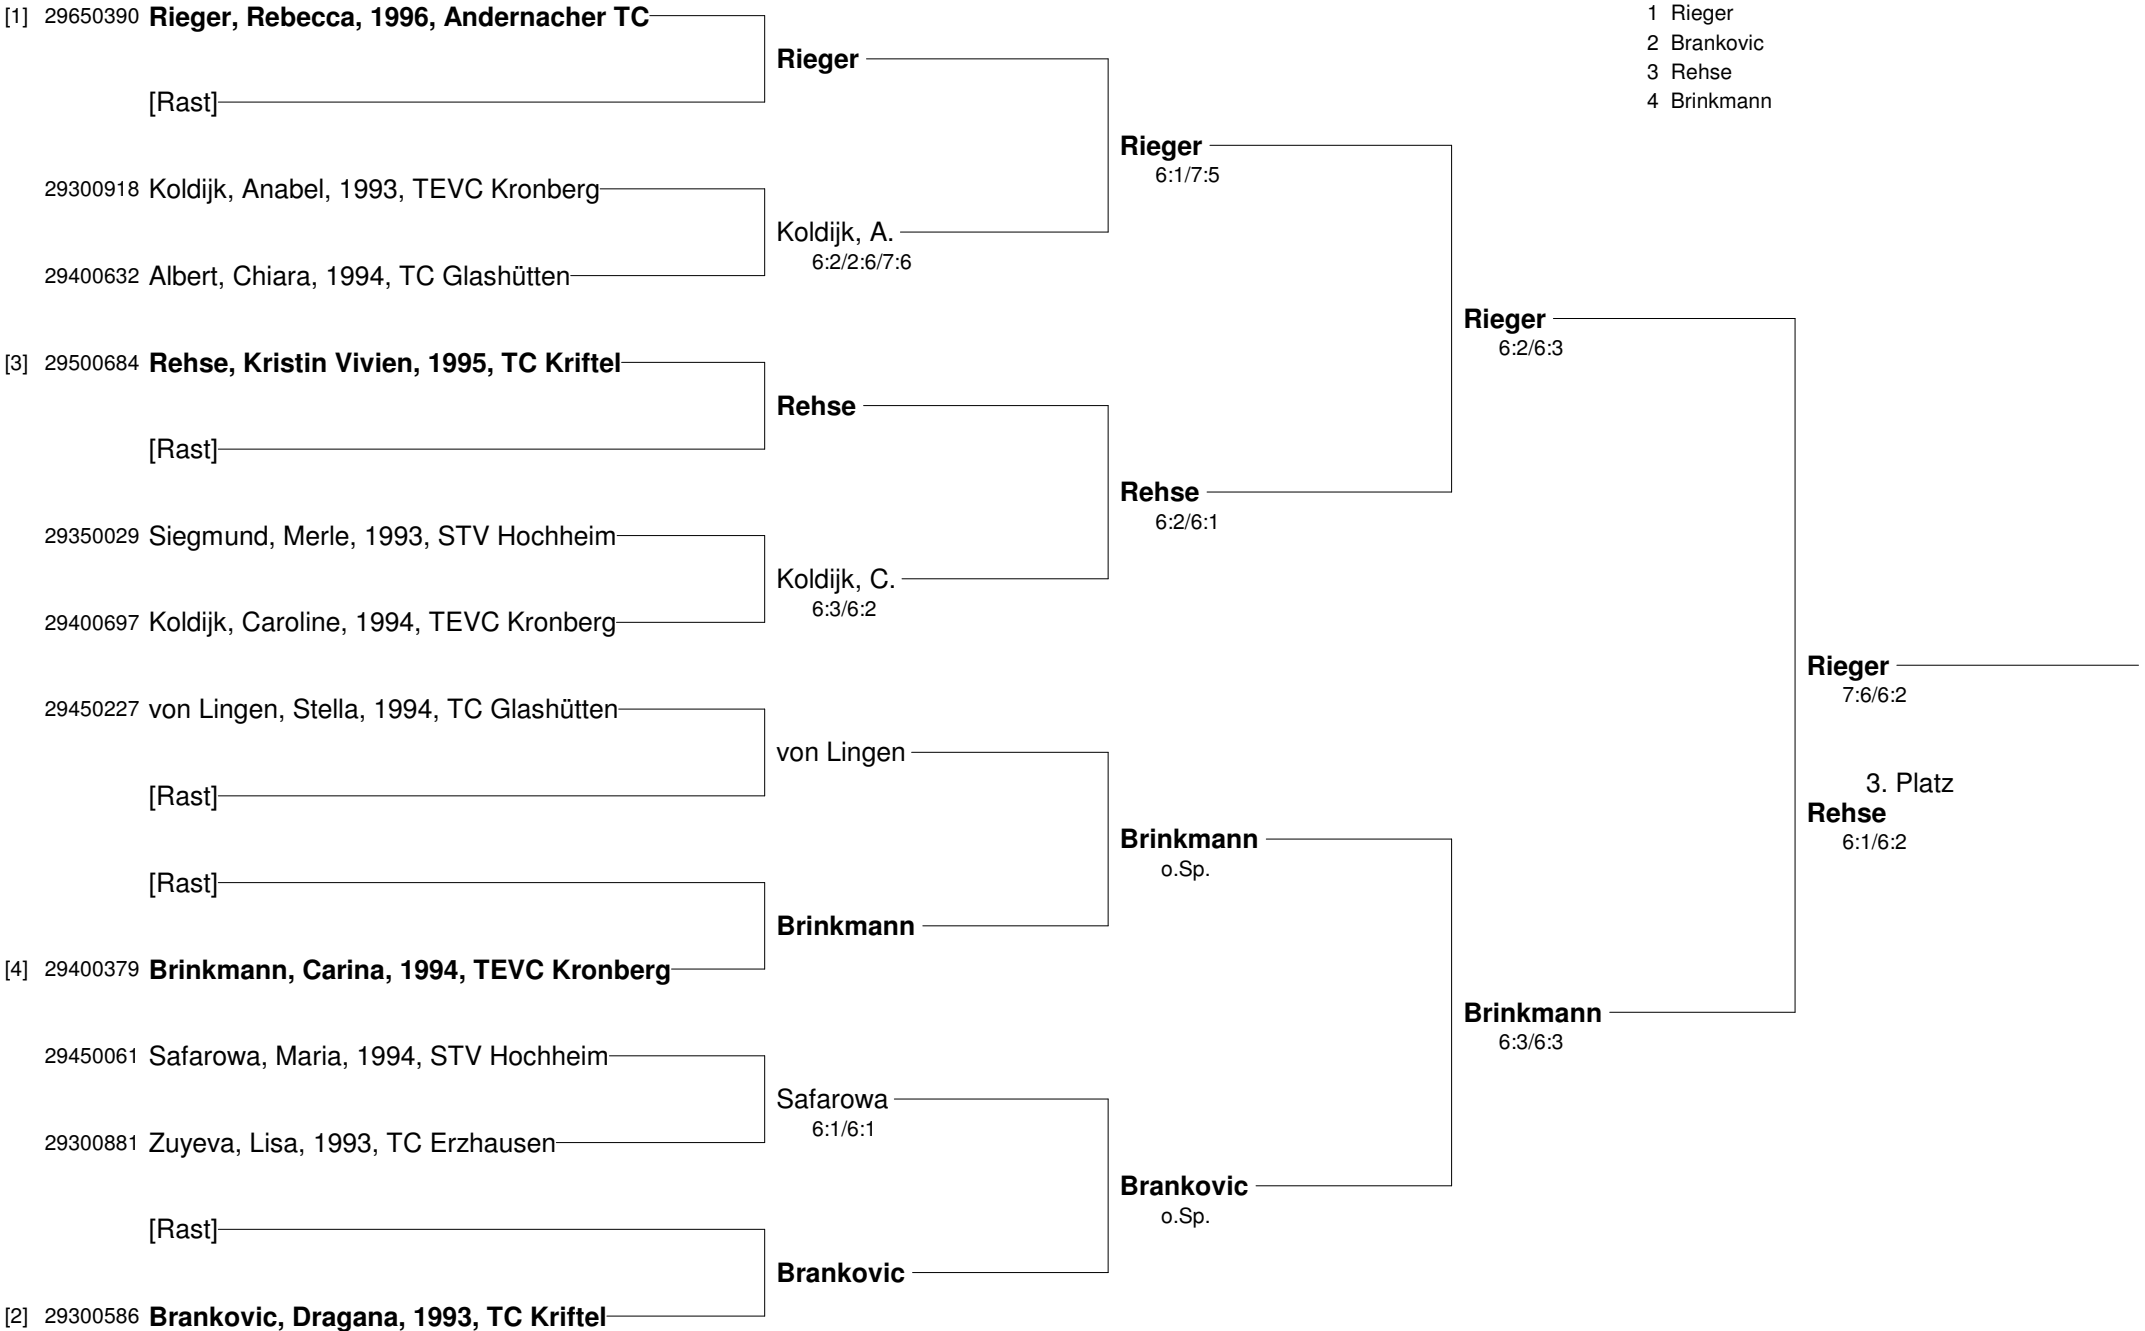 [1] 29650390 Rieger, Rebecca, 1996, Andernacher TC
[Rast]
29300918 Koldijk, Anabel, 1993, TEVC Kronberg
29400632 Albert, Chiara, 1994, TC Glashütten
[3] 29500684 Rehse, Kristin Vivien, 1995, TC Kriftel
[Rast]
29350029 Siegmund, Merle, 1993, STV Hochheim
29400697 Koldijk, Caroline, 1994, TEVC Kronberg
29450227 von Lingen, Stella, 1994, TC Glashütten
[Rast]
[Rast]
[4] 29400379 Brinkmann, Carina, 1994, TEVC Kronberg
29450061 Safarowa, Maria, 1994, STV Hochheim
29300881 Zuyeva, Lisa, 1993, TC Erzhausen
[Rast]
[2] 29300586 Brankovic, Dragana, 1993, TC Kriftel
Rieger
Koldijk, A.
6:2/2:6/7:6
Rehse
Koldijk, C.
6:3/6:2
von Lingen
Brinkmann
Safarowa
6:1/6:1
Brankovic
Rieger
6:1/7:5
Rehse
6:2/6:1
Brinkmann
o.Sp.
Brankovic
o.Sp.
Rieger
6:2/6:3
Brinkmann
6:3/6:3
Rieger
7:6/6:2
3. Platz
Rehse
6:1/6:2
1 Rieger
2 Brankovic
3 Rehse
4 Brinkmann